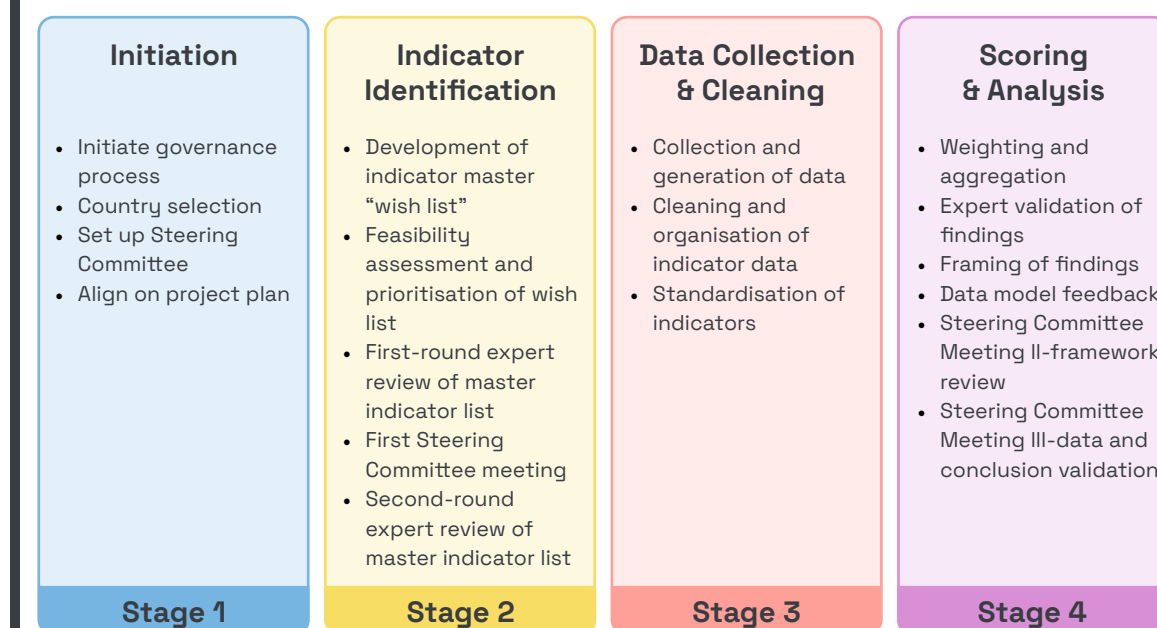 Initiation
• Initiate governance
process
• Country selection
• Set up Steering
Committee
• Align on project plan
Stage 1
Indicator
Identification
• Development of
indicator master
“wish list”
• Feasibility
assessment and
prioritisation of wish
list
• First-round expert
review of master
indicator list
• First Steering
Committee meeting
• Second-round
expert review of
master indicator list
Stage 2
Data Collection
& Cleaning
• Collection and
generation of data
• Cleaning and
organisation of
indicator data
• Standardisation of
indicators
Stage 3
Scoring
& Analysis
• Weighting and
aggregation
• Expert validation of
findings
• Framing of findings
• Data model feedback
• Steering Committee
Meeting II-framework
review
• Steering Committee
Meeting III-data and
conclusion validation
Stage 4